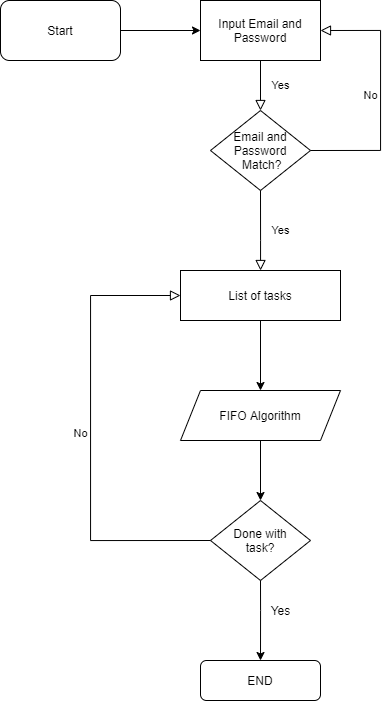 Start
Input Email and
Password
Yes
No
Email and
Password
Match?
Yes
List of tasks
FIFO Algorithm
No
Done with
task?
Yes
END